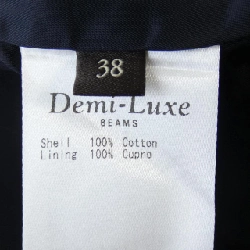 38
Demi-Luxe
BEAMS
Shell 100% Cotton
Lining 100% Cupro